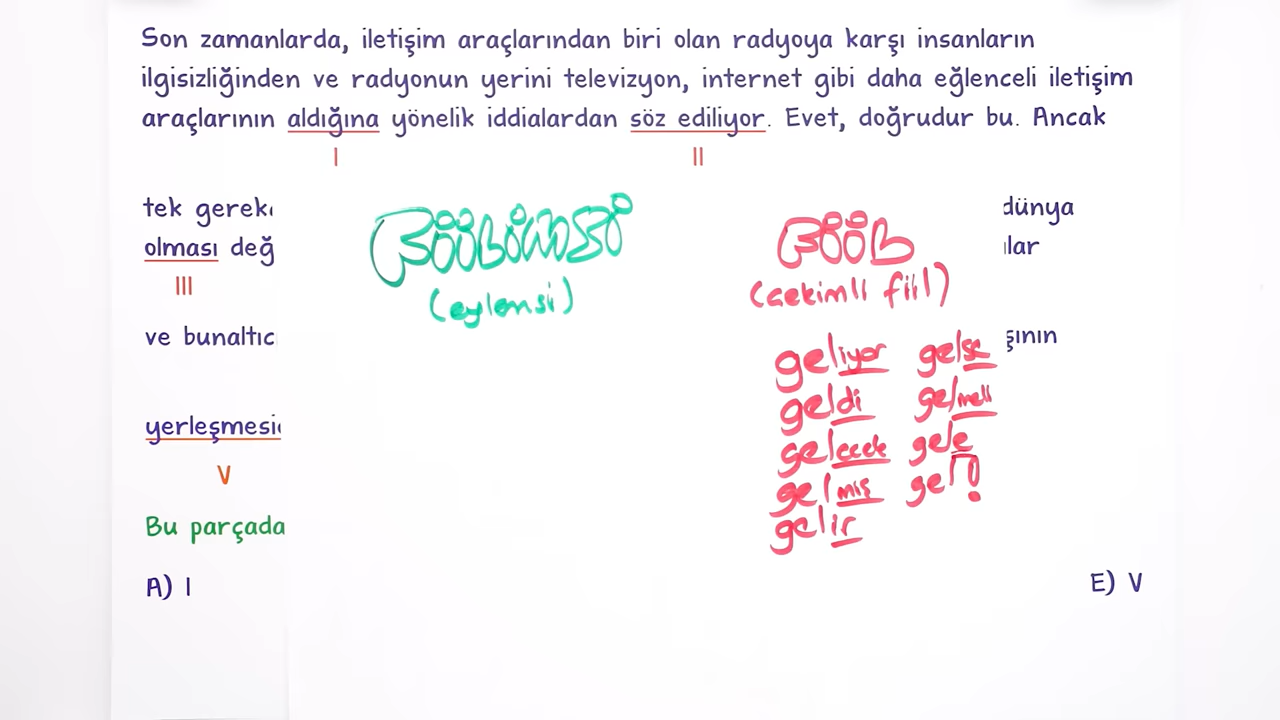 Son zamanlarda, iletişim araçlarından biri olan radyoya karşı insanların
ilgisizliğinden ve radyonun yerini televizyon, internet gibi daha eğlenceli iletişim
araçlarının aldığına yönelik iddialardan söz ediliyor. Evet, doğrudur bu. Ancak
I II
tek gerek dünya
olması değ lar
III
ve bunaltıc şının
yerleşmesi
V
Bu parçada
A) I E) V
Fiilimsi
(eylemsi)
Fiil
(çekimli fiil)
geliyor gelse
geldi gelmeli
gelecek gele
gelmiş gel!
gelir